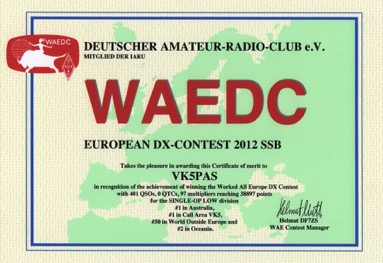 WAEDC
DEUTSCHER AMATEUR-RADIO-CLUB e.V.
MITGLIED DER IARU
WAEDC
EUROPEAN DX-CONTEST 2012 SSB
Takes the pleasure in awarding this Certificate of merit to
VK5PAS
in recognition of the achievement of winning the Worked All Europe DX Contest
with 401 QSOs, 0 QTCs, 97 multipliers reaching 38897 points
for the SINGLE-OP LOW division
#1 in Australia,
#1 in Call Area VK5,
#50 in World Outside Europe and
#2 in Oceania.
Helmut DF7ZS
WAE Contest Manager